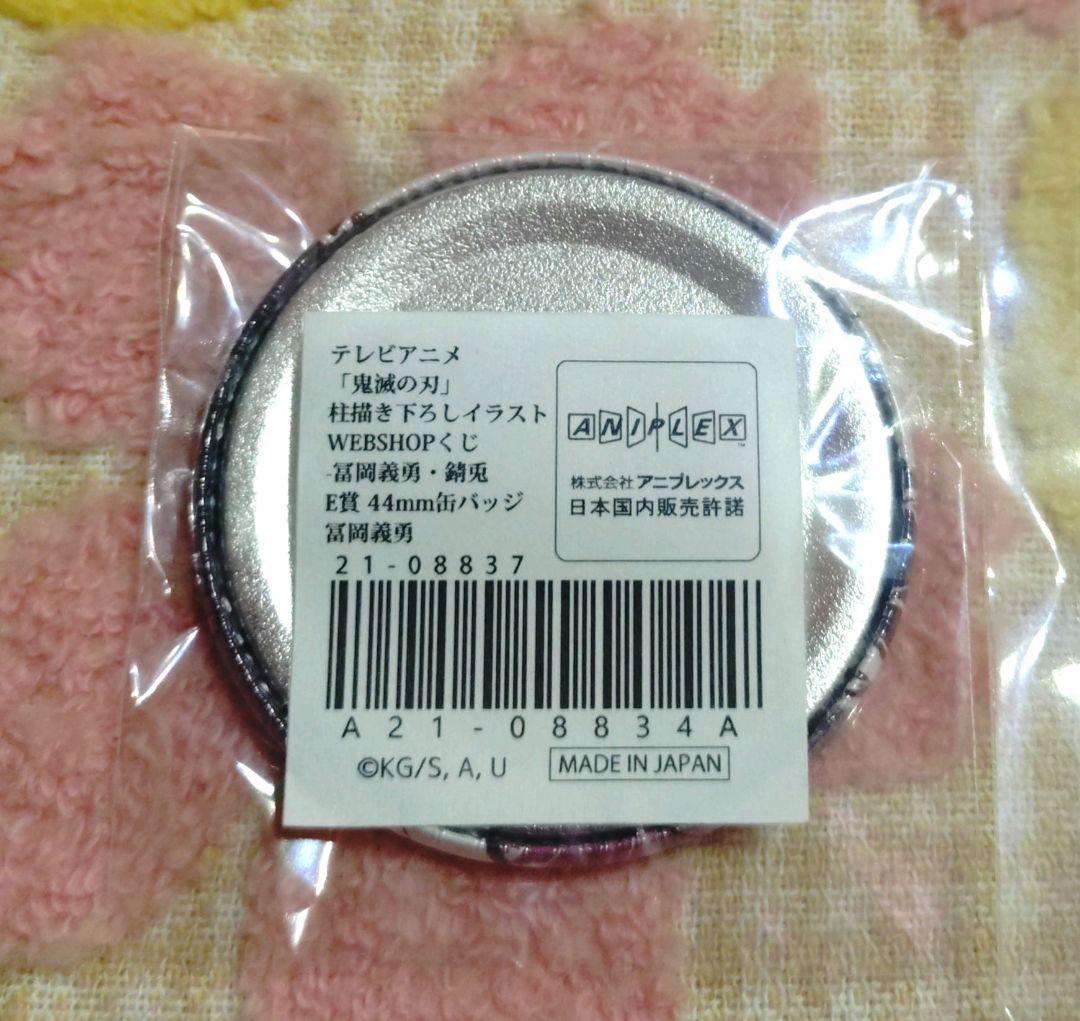 テレビアニメ
「鬼滅の刃」
柱描き下ろしイラスト
WEBSHOPくじ
-冨岡義勇・錆兎
E賞 44mm缶バッジ
冨岡義勇
21-08837
ANIPLEX
TM
株式会社 アニプレックス
日本国内販売許諾
A21-08834A
©KG/S, A, U
MADE IN JAPAN